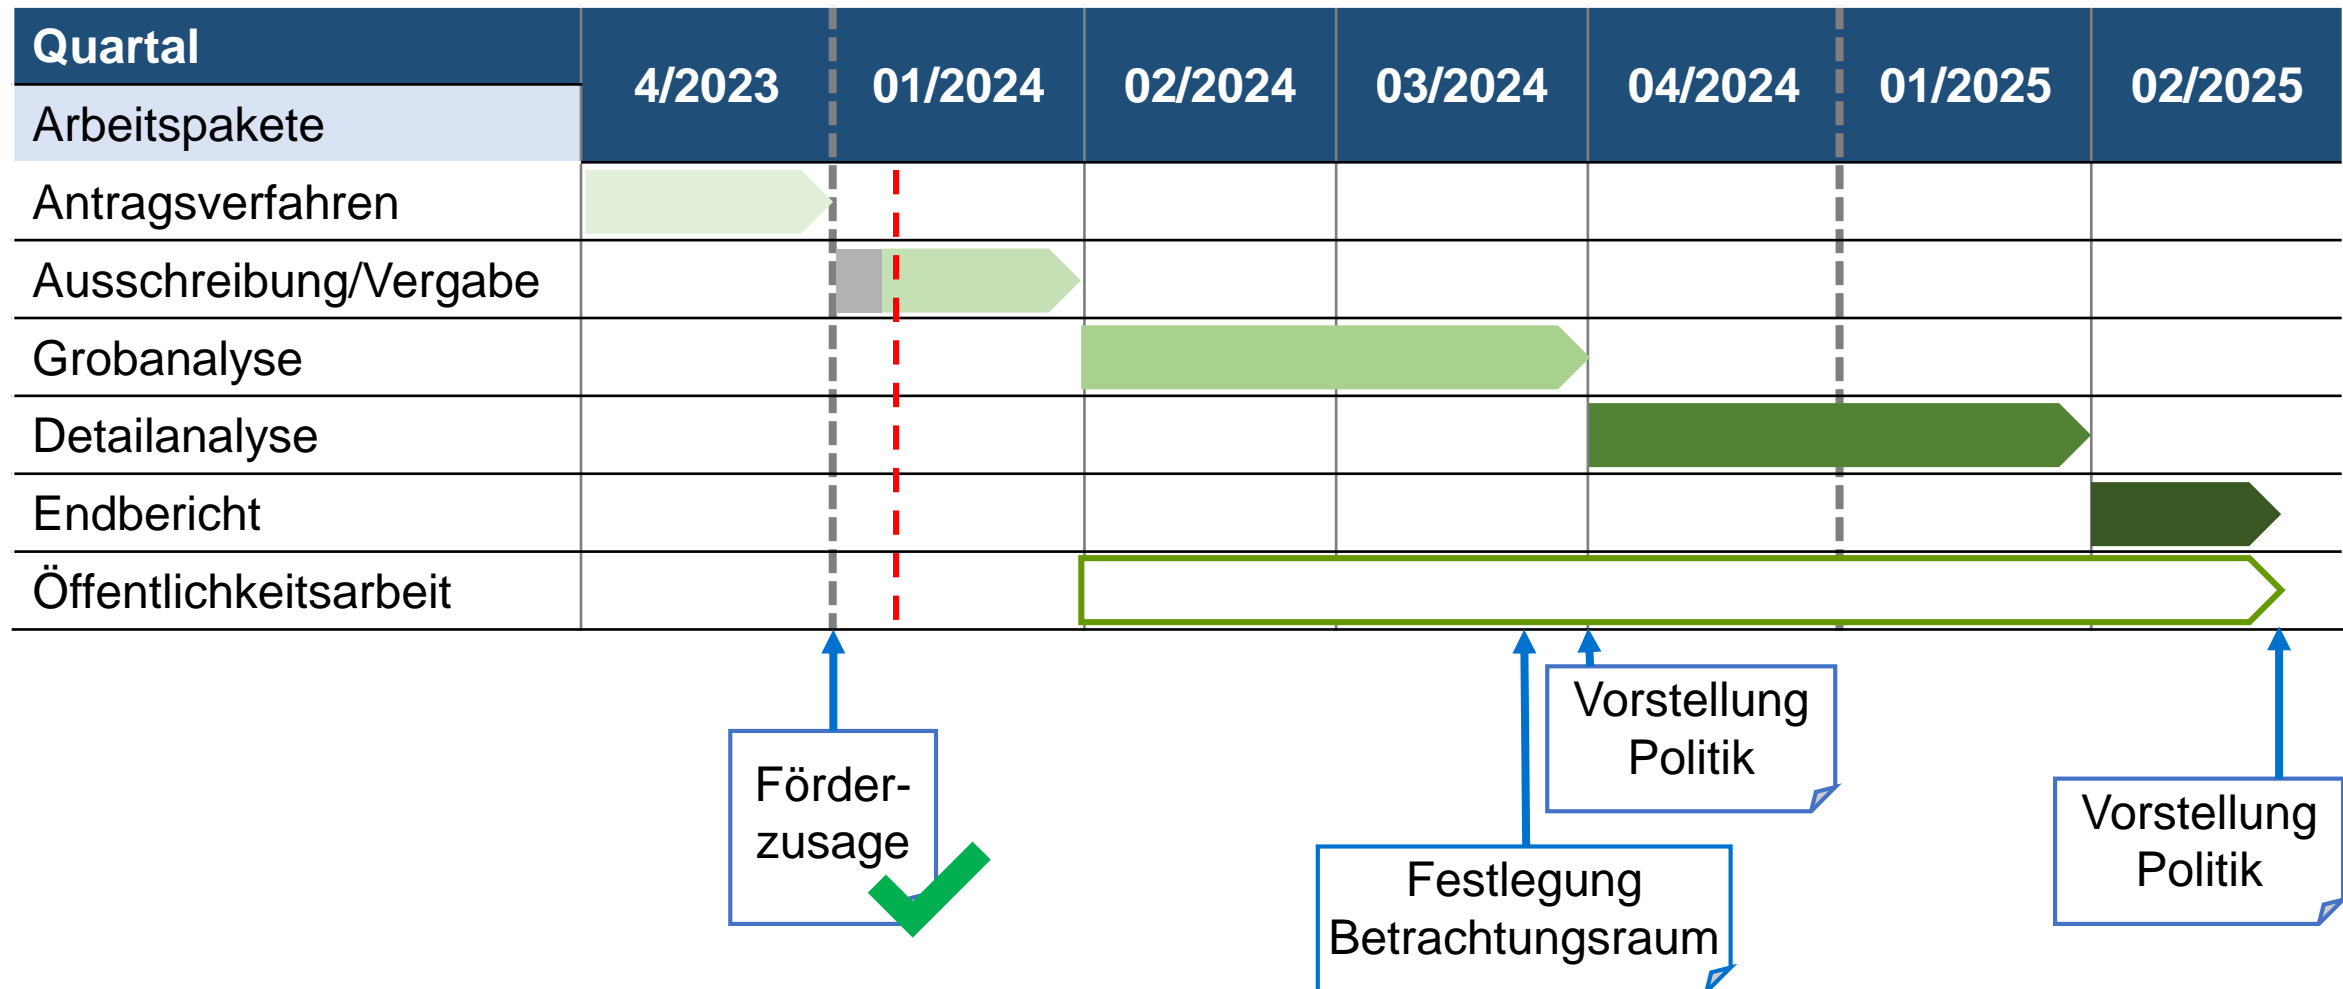 Quartal
4/2023 01/2024 02/2024 03/2024 04/2024 01/2025 02/2025
Arbeitspakete
Antragsverfahren
Ausschreibung/Vergabe
Grobanalyse
Detailanalyse
Endbericht
Öffentlichkeitsarbeit
Förder-
zusage
Festlegung
Betrachtungsraum
Vorstellung
Politik
Vorstellung
Politik